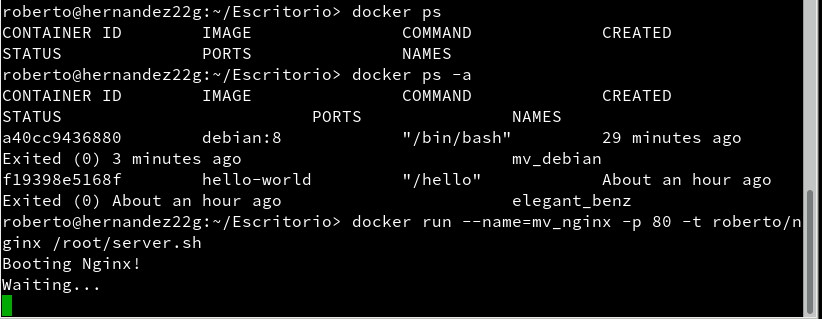 roberto@hernandez22g:~/Escritorio> docker ps
CONTAINER ID        IMAGE               COMMAND             CREATED
STATUS              PORTS               NAMES
roberto@hernandez22g:~/Escritorio> docker ps -a
CONTAINER ID        IMAGE               COMMAND             CREATED
STATUS                         PORTS               NAMES
a40cc9436880        debian:8            "/bin/bash"         29 minutes ago
Exited (0) 3 minutes ago                           mv_debian
f19398e5168f        hello-world         "/hello"            About an hour ago
Exited (0) About an hour ago                       elegant_benz
roberto@hernandez22g:~/Escritorio> docker run --name=mv_nginx -p 80 -t roberto/n
ginx /root/server.sh
Booting Nginx!
Waiting...